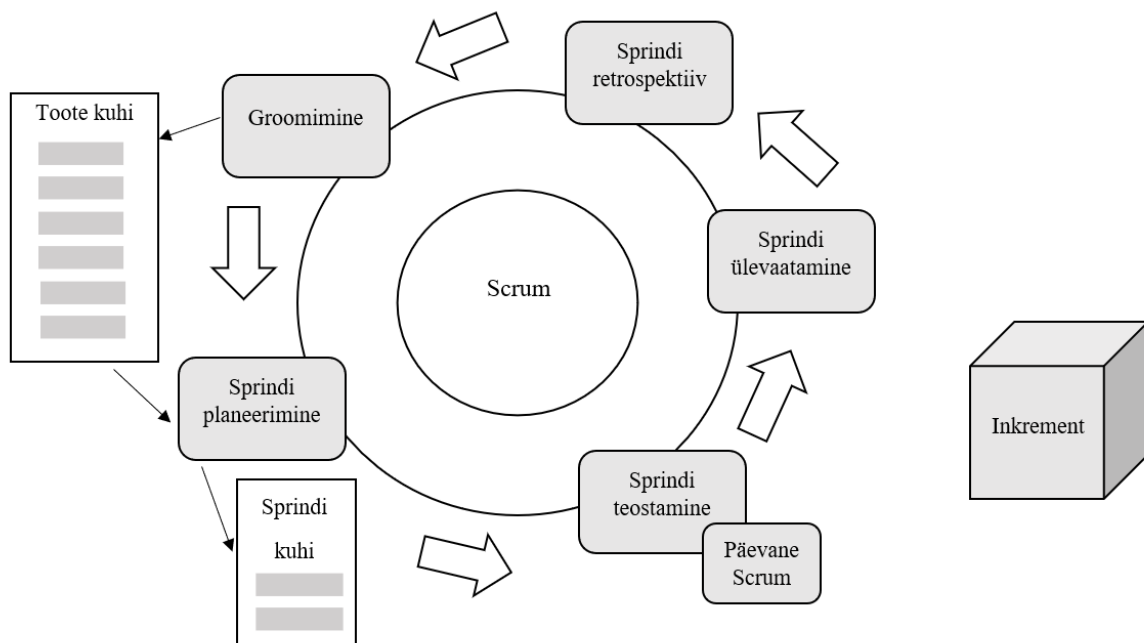 Sprindi
retrospektiiv
Groomimine
Toote kuhi
Sprindi
ülevaatamine
Scrum
Sprindi
planeerimine
Inkrement
Sprindi
teostamine
Sprindi
kuhi
Päevane
Scrum